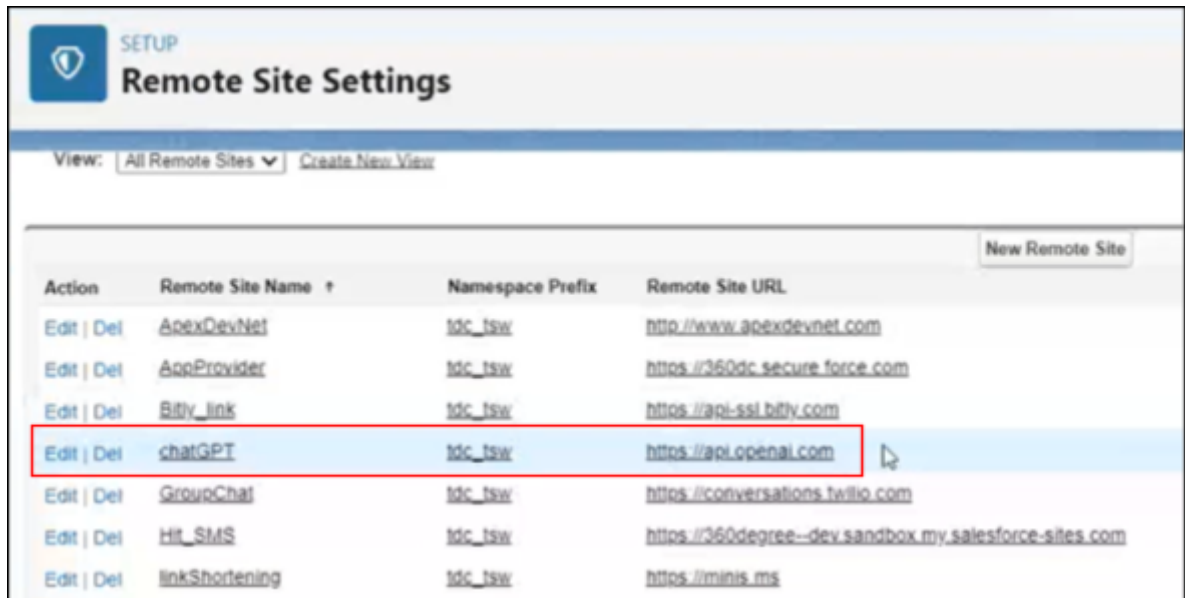 SETUP
Remote Site Settings
View: All Remote Sites Create New View
New Remote Site
Action Remote Site Name ↑ Namespace Prefix Remote Site URL
Edit | Del ApexDevNet tdc_tsw http://www.apexdevnet.com
Edit | Del AppProvider tdc_tsw https://360dc.secure.force.com
Edit | Del Bitly_link tdc_tsw https://api-ssl.bitly.com
Edit | Del chatGPT tdc_tsw https://api.openai.com
Edit | Del GroupChat tdc_tsw https://conversations.twilio.com
Edit | Del Hit_SMS tdc_tsw https://360degree--dev.sandbox.my.salesforce-sites.com
Edit | Del linkShortening tdc_tsw https://minis.ms